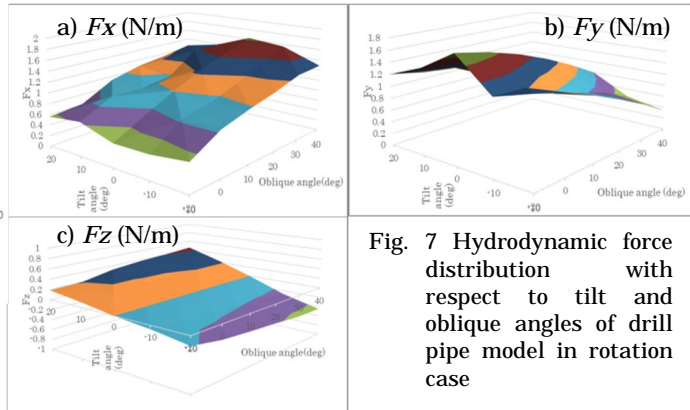 a) Fx (N/m)
2
1.8
1.6
1.4
1.2
1
0.8
0.6
0.4
0.2
0
Fx
20
10
0
-10
Tilt
angle
(deg)
Oblique angle(deg)
0
10
20
30
40
b) Fy (N/m)
1.8
1.6
1.4
1.2
1
0.8
0.6
0.4
0.2
0
Fy
20
10
0
-10
Tilt
angle
(deg)
Oblique angle(deg)
0
10
20
30
40
c) Fz (N/m)
1
0.8
0.6
0.4
0.2
0
-0.2
-0.4
-0.6
-0.8
-1
Fz
20
10
0
-10
-20
Tilt
angle
(deg)
Oblique angle(deg)
0
10
20
30
40
Fig. 7 Hydrodynamic force
distribution with
respect to tilt and
oblique angles of drill
pipe model in rotation
case